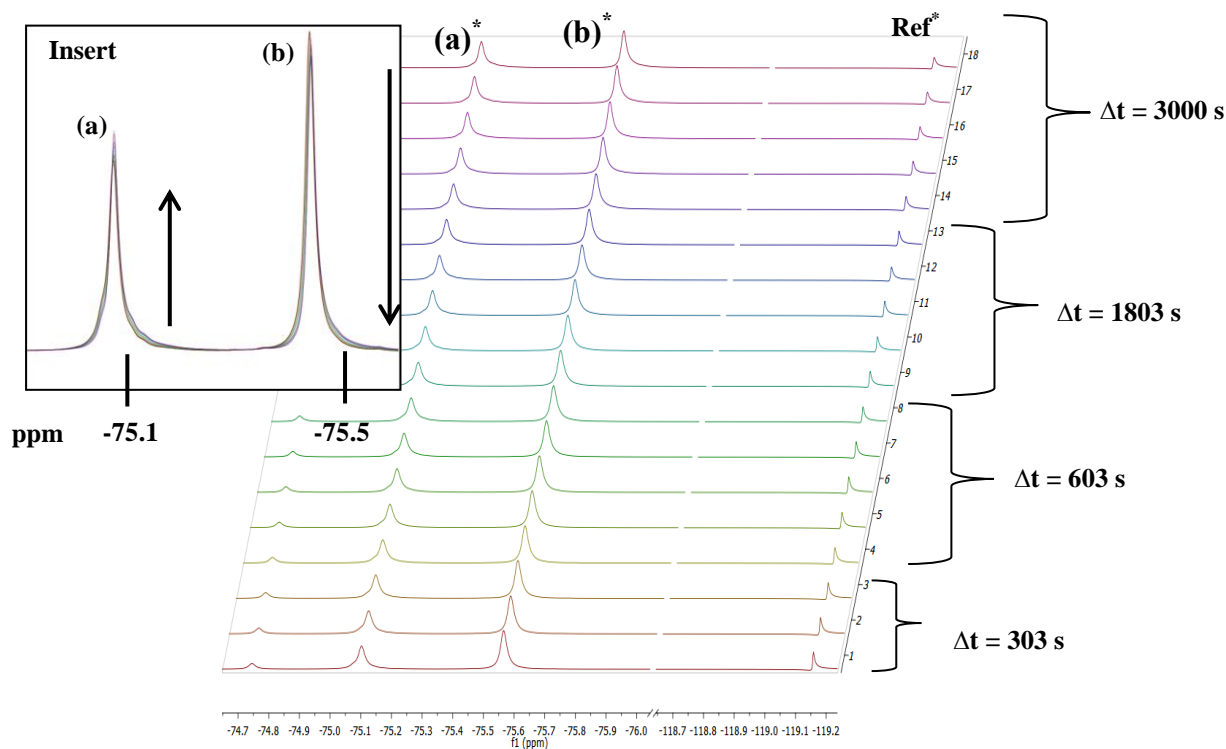 Insert
(a)
(b)
ppm
-75.1
-75.5
(a)*
(b)*
Ref*
18
17
16
15
14
13
12
11
10
9
8
7
6
5
4
3
2
1
Δt = 3000 s
Δt = 1803 s
Δt = 603 s
Δt = 303 s
-74.7 -74.8 -74.9 -75.0 -75.1 -75.2 -75.3 -75.4 -75.5 -75.6 -75.7 -75.8 -75.9 -76.0 -118.7 -118.8 -118.9 -119.0 -119.1 -119.2
f1 (ppm)